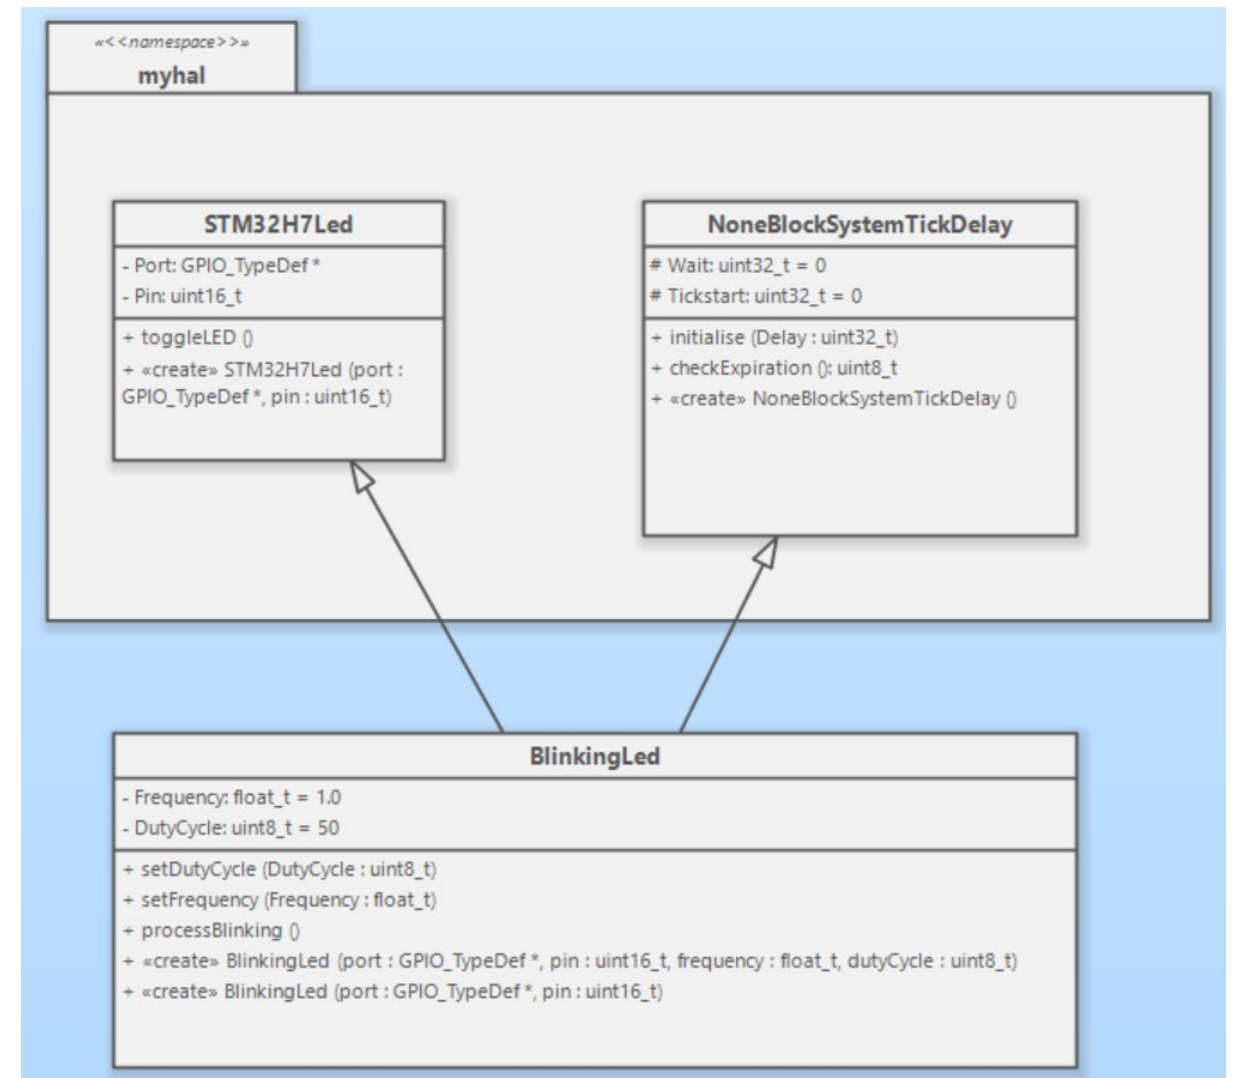 «<<namespace>>»
myhal
STM32H7Led
- Port: GPIO_TypeDef *
- Pin: uint16_t
+ toggleLED ()
+ «create» STM32H7Led (port :
GPIO_TypeDef *, pin : uint16_t)
NoneBlockSystemTickDelay
# Wait: uint32_t = 0
# Tickstart: uint32_t = 0
+ initialise (Delay : uint32_t)
+ checkExpiration (): uint8_t
+ «create» NoneBlockSystemTickDelay ()
BlinkingLed
- Frequency: float_t = 1.0
- DutyCycle: uint8_t = 50
+ setDutyCycle (DutyCycle : uint8_t)
+ setFrequency (Frequency : float_t)
+ processBlinking ()
+ «create» BlinkingLed (port : GPIO_TypeDef *, pin : uint16_t, frequency : float_t, dutyCycle : uint8_t)
+ «create» BlinkingLed (port : GPIO_TypeDef *, pin : uint16_t)